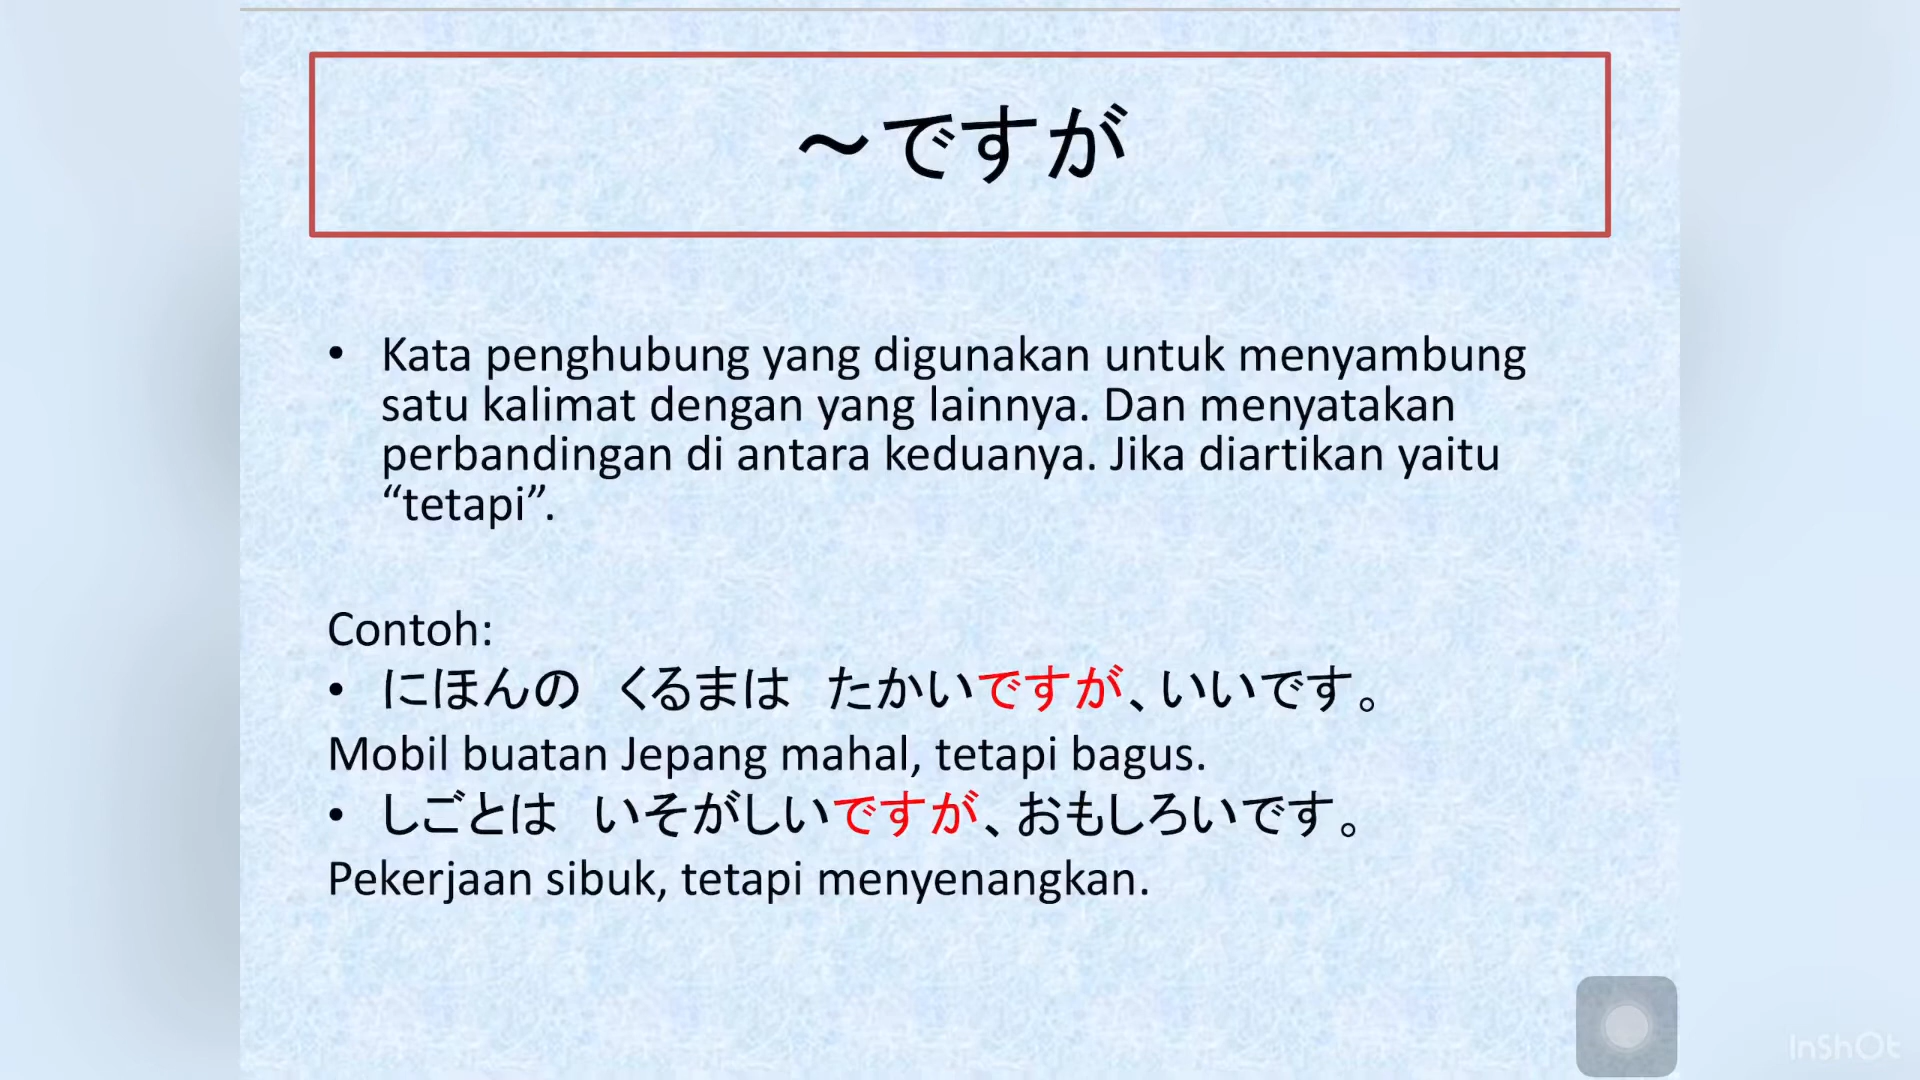 ～ですが
• Kata penghubung yang digunakan untuk menyambung
satu kalimat dengan yang lainnya. Dan menyatakan
perbandingan di antara keduanya. Jika diartikan yaitu
“tetapi”.
Contoh:
• にほんの　くるまは　たかいですが、いいです。
Mobil buatan Jepang mahal, tetapi bagus.
• しごとは　いそがしいですが、おもしろいです。
Pekerjaan sibuk, tetapi menyenangkan.
InShOt